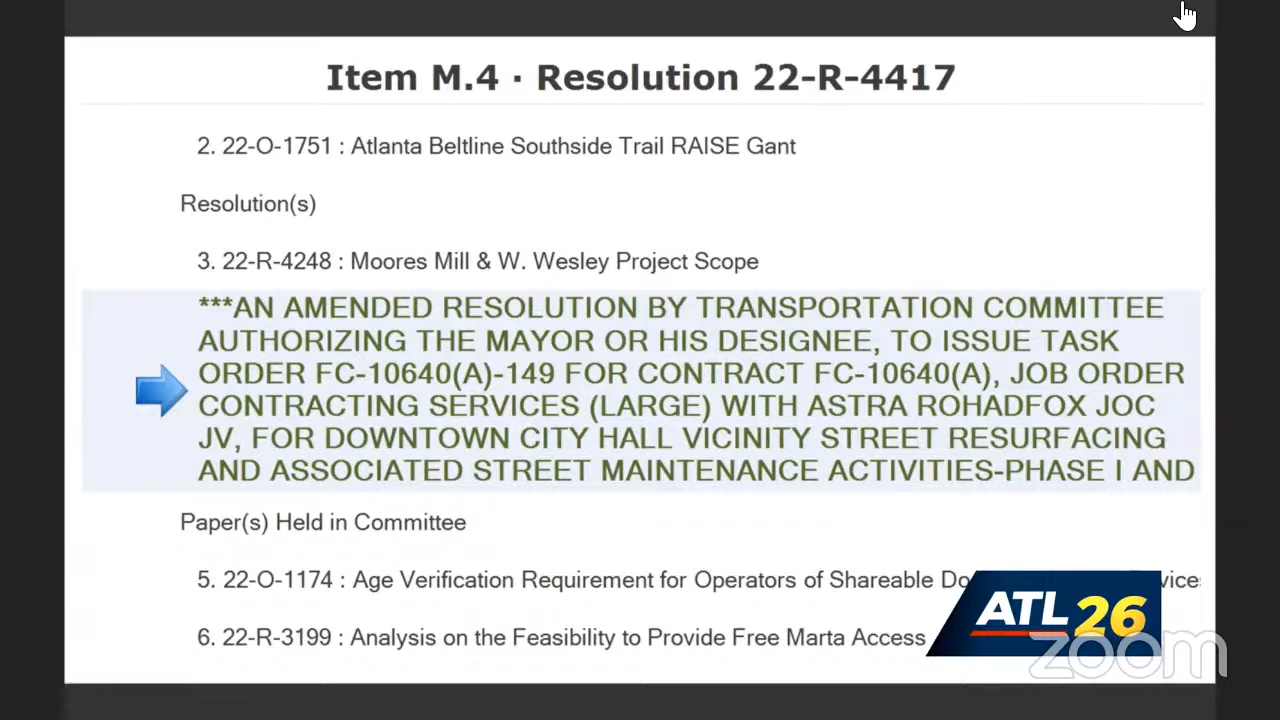 Item M.4 · Resolution 22-R-4417
2. 22-O-1751 : Atlanta Beltline Southside Trail RAISE Gant
Resolution(s)
3. 22-R-4248 : Moores Mill & W. Wesley Project Scope
***AN AMENDED RESOLUTION BY TRANSPORTATION COMMITTEE
AUTHORIZING THE MAYOR OR HIS DESIGNEE, TO ISSUE TASK
ORDER FC-10640(A)-149 FOR CONTRACT FC-10640(A), JOB ORDER
CONTRACTING SERVICES (LARGE) WITH ASTRA ROHADFOX JOC
JV, FOR DOWNTOWN CITY HALL VICINITY STREET RESURFACING
AND ASSOCIATED STREET MAINTENANCE ACTIVITIES-PHASE I AND
Paper(s) Held in Committee
5. 22-O-1174 : Age Verification Requirement for Operators of Shareable
6. 22-R-3199 : Analysis on the Feasibility to Provide Free Marta Access
ATL 26
zoom